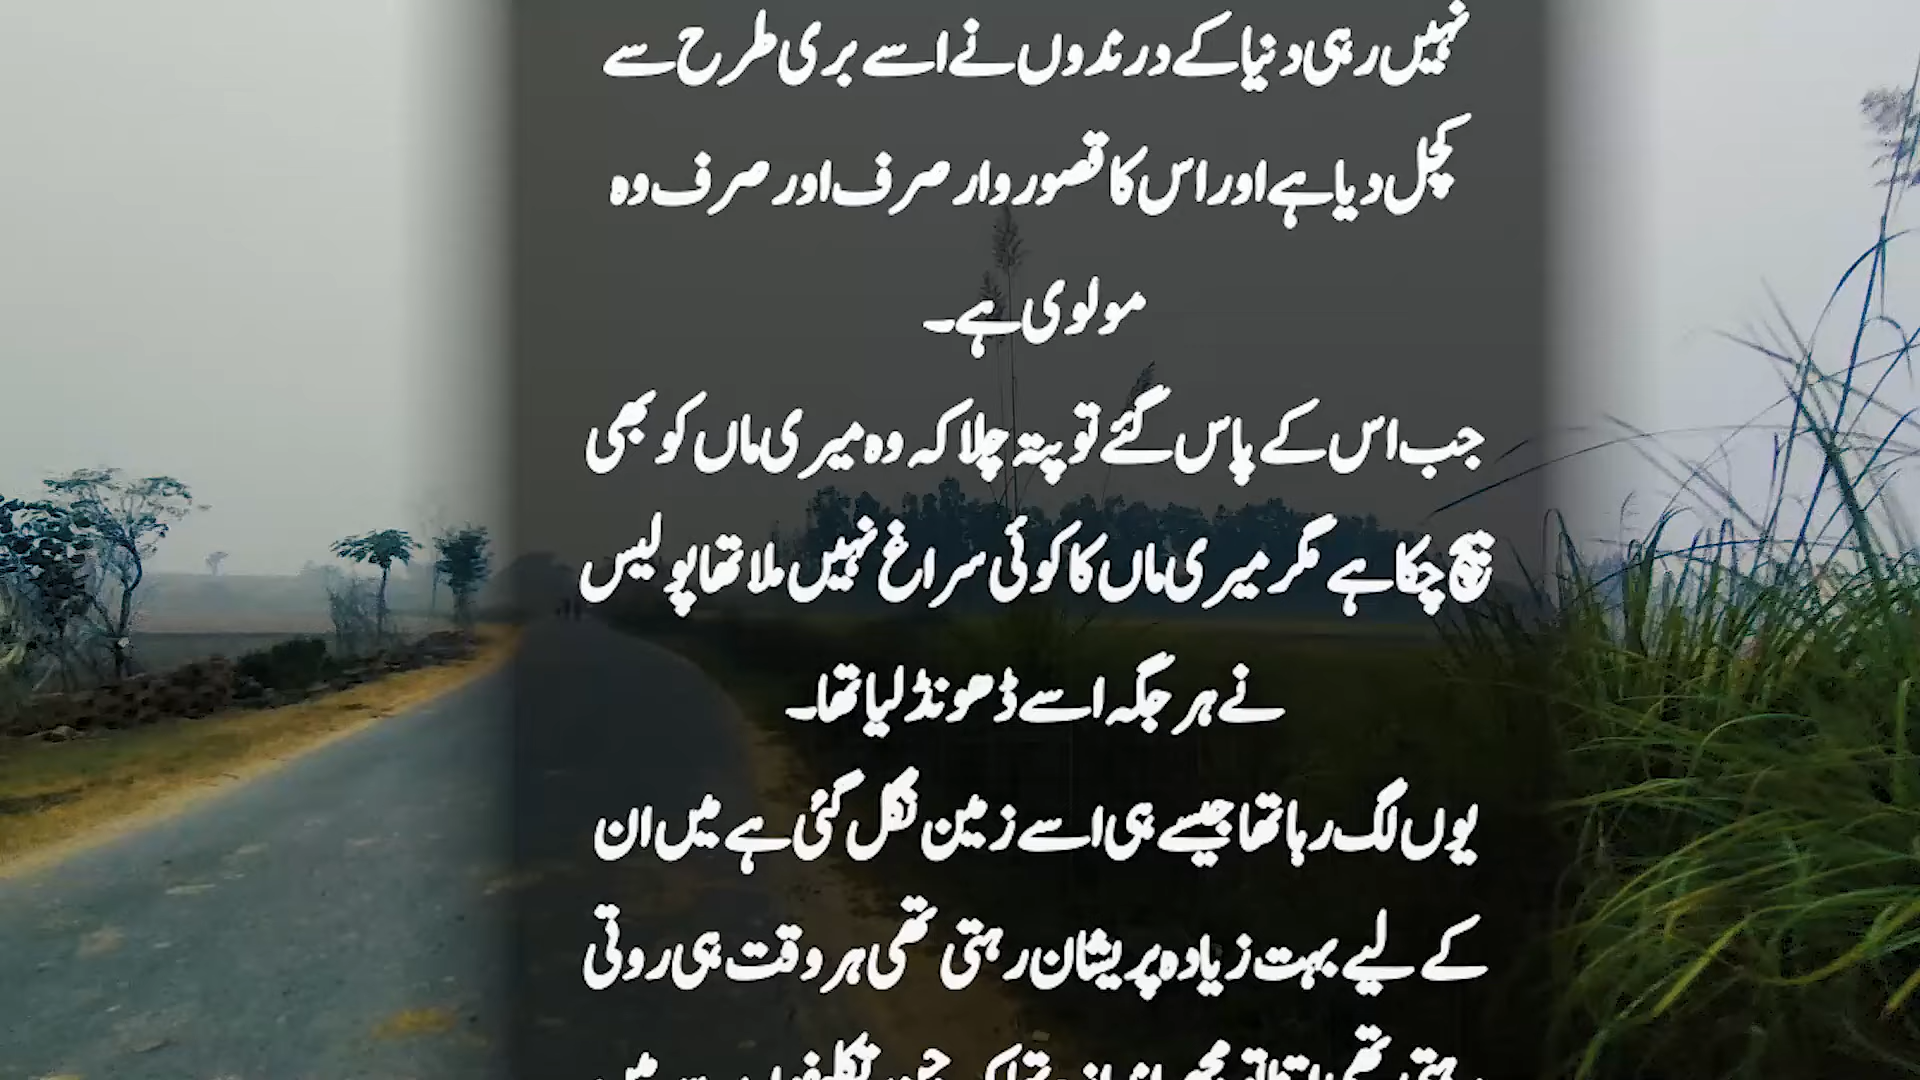 نہیں رہی دنیا کے درندوں نے اسے بری طرح سے
کچل دیا ہے اور اس کا قصور وار صرف اور صرف وہ
مولوی ہے۔
جب اس کے پاس گئے تو پتہ چلا کہ وہ میری ماں کو بھی
بیچ چکا ہے مگر میری ماں کا کوئی سراغ نہیں ملا تھا پولیس
نے ہر جگہ اسے ڈھونڈ لیا تھا۔
یوں لگ رہا تھا جیسے ہی اسے زمین نگل گئی ہے میں ان
کے لیے بہت زیادہ پریشان رہتی تھی ہر وقت ہی روتی